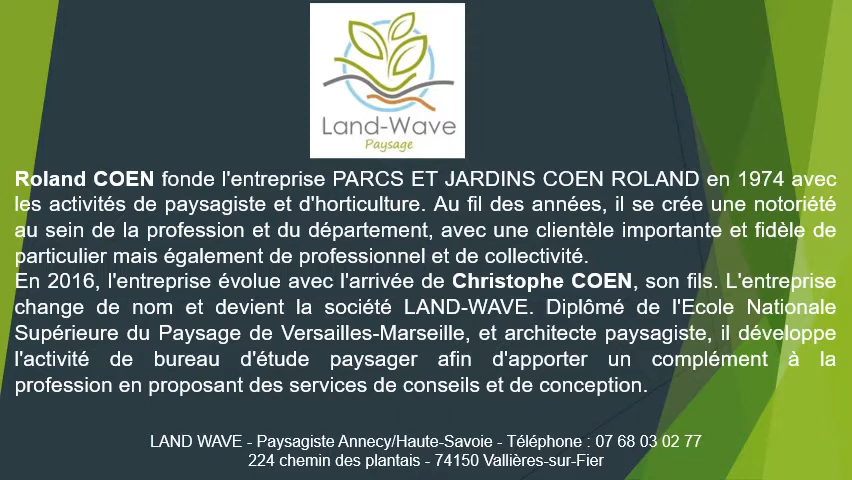 Land-Wave
Paysage
Roland COEN fonde l'entreprise PARCS ET JARDINS COEN ROLAND en 1974 avec
les activités de paysagiste et d'horticulture. Au fil des années, il se crée une notoriété
au sein de la profession et du département, avec une clientèle importante et fidèle de
particulier mais également de professionnel et de collectivité.
En 2016, l'entreprise évolue avec l'arrivée de Christophe COEN, son fils. L'entreprise
change de nom et devient la société LAND-WAVE. Diplômé de l'Ecole Nationale
Supérieure du Paysage de Versailles-Marseille, et architecte paysagiste, il développe
l'activité de bureau d'étude paysager afin d'apporter un complément à la
profession en proposant des services de conseils et de conception.
LAND WAVE - Paysagiste Annecy/Haute-Savoie - Téléphone : 07 68 03 02 77
224 chemin des plantais - 74150 Vallières-sur-Fier